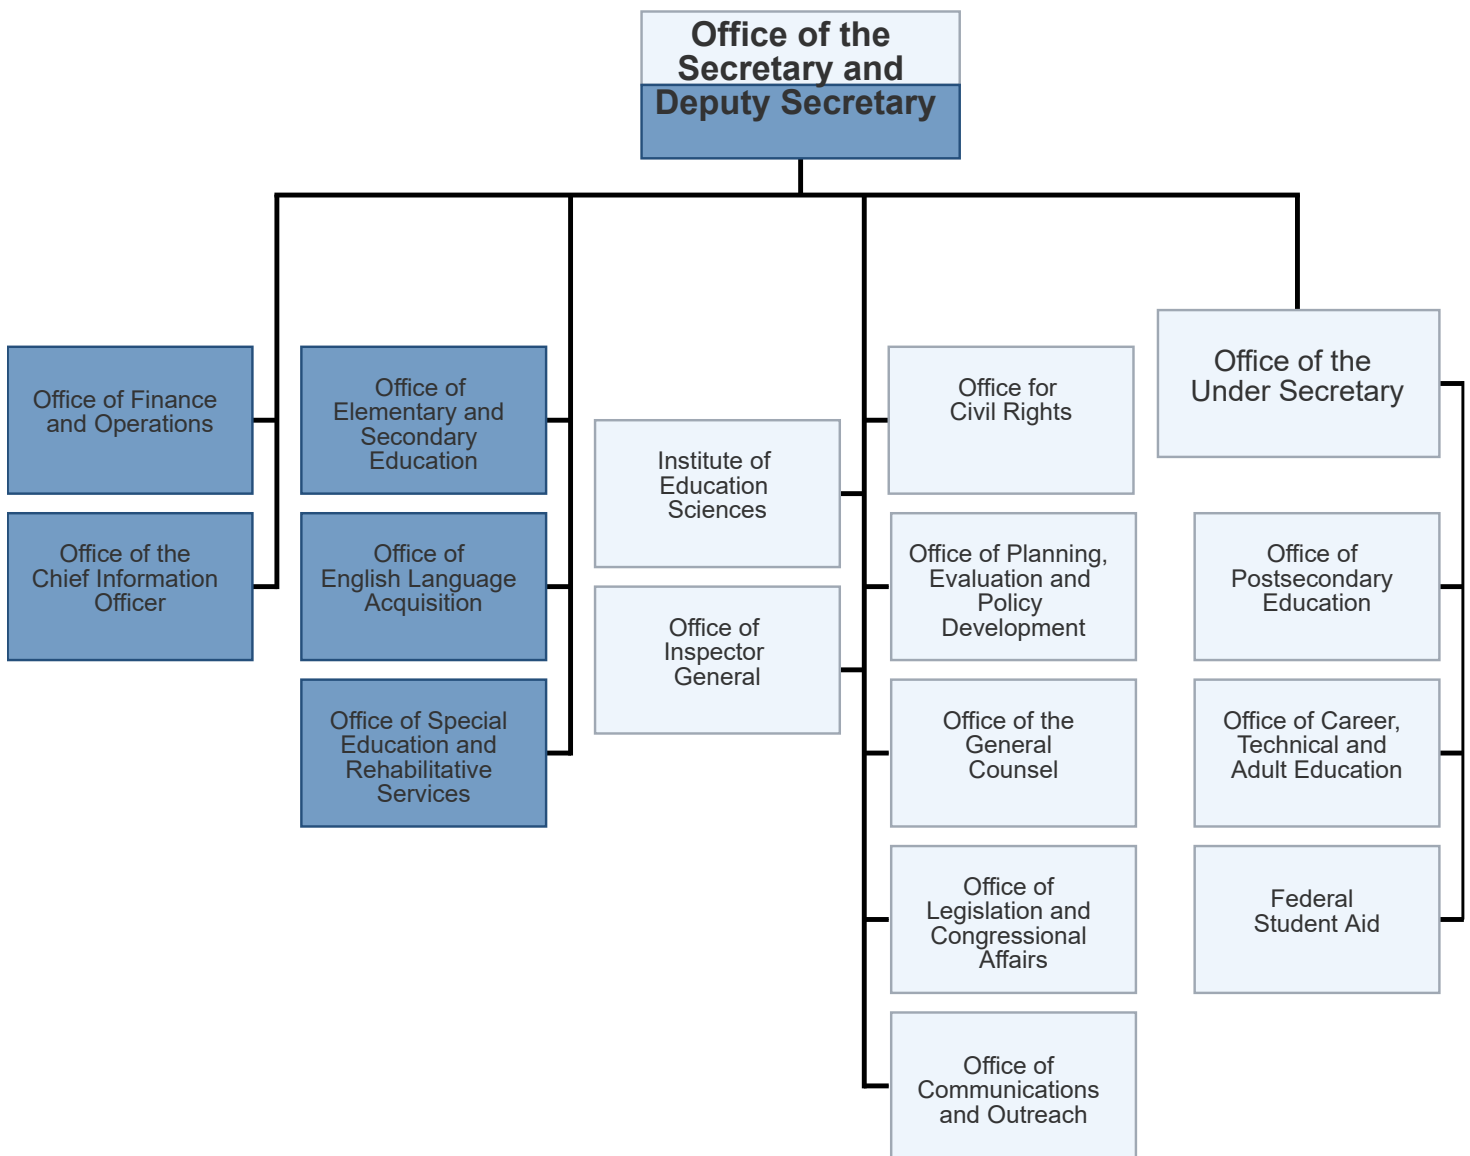 Office of the
Secretary and
Deputy Secretary
Office of Finance
and Operations
Office of the
Chief Information
Officer
Office of
Elementary and
Secondary
Education
Office of
English Language
Acquisition
Office of Special
Education and
Rehabilitative
Services
Institute of
Education
Sciences
Office of
Inspector
General
Office for
Civil Rights
Office of Planning,
Evaluation and
Policy
Development
Office of the
General
Counsel
Office of
Legislation and
Congressional
Affairs
Office of
Communications
and Outreach
Office of the
Under Secretary
Office of
Postsecondary
Education
Office of Career,
Technical and
Adult Education
Federal
Student Aid